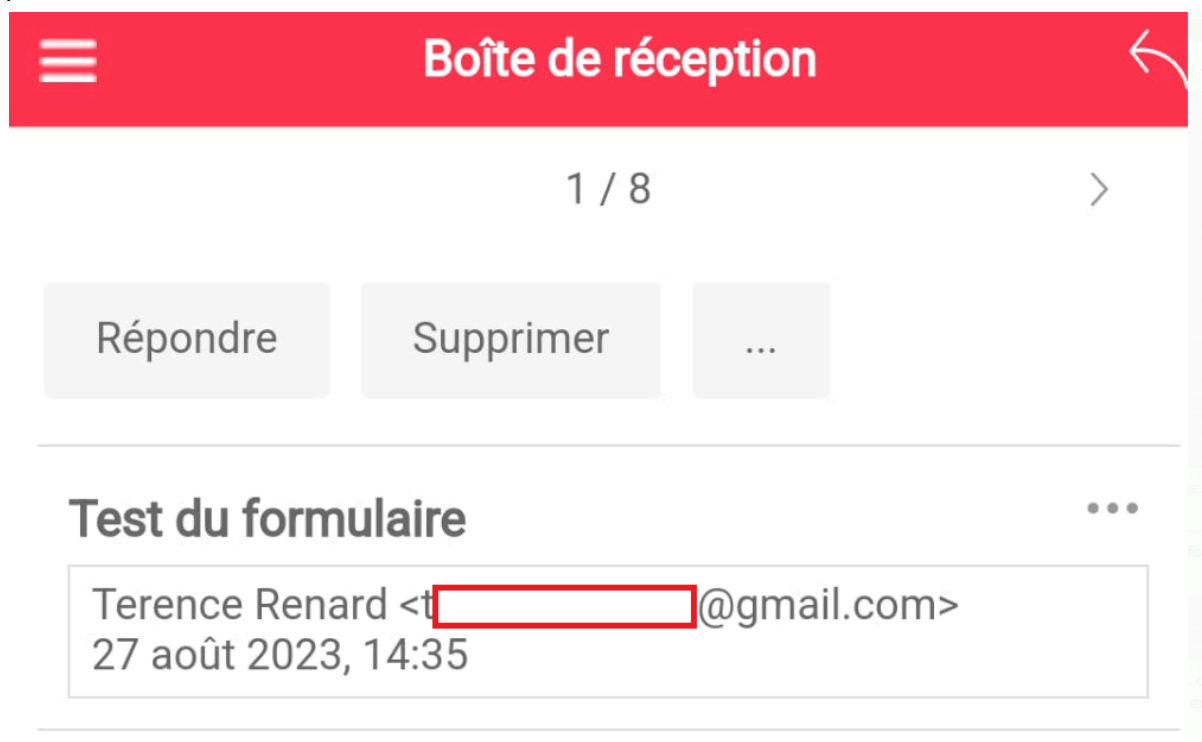 Boîte de réception
1 / 8
Répondre Supprimer ...
Test du formulaire
Terence Renard <t @gmail.com>
27 août 2023, 14:35